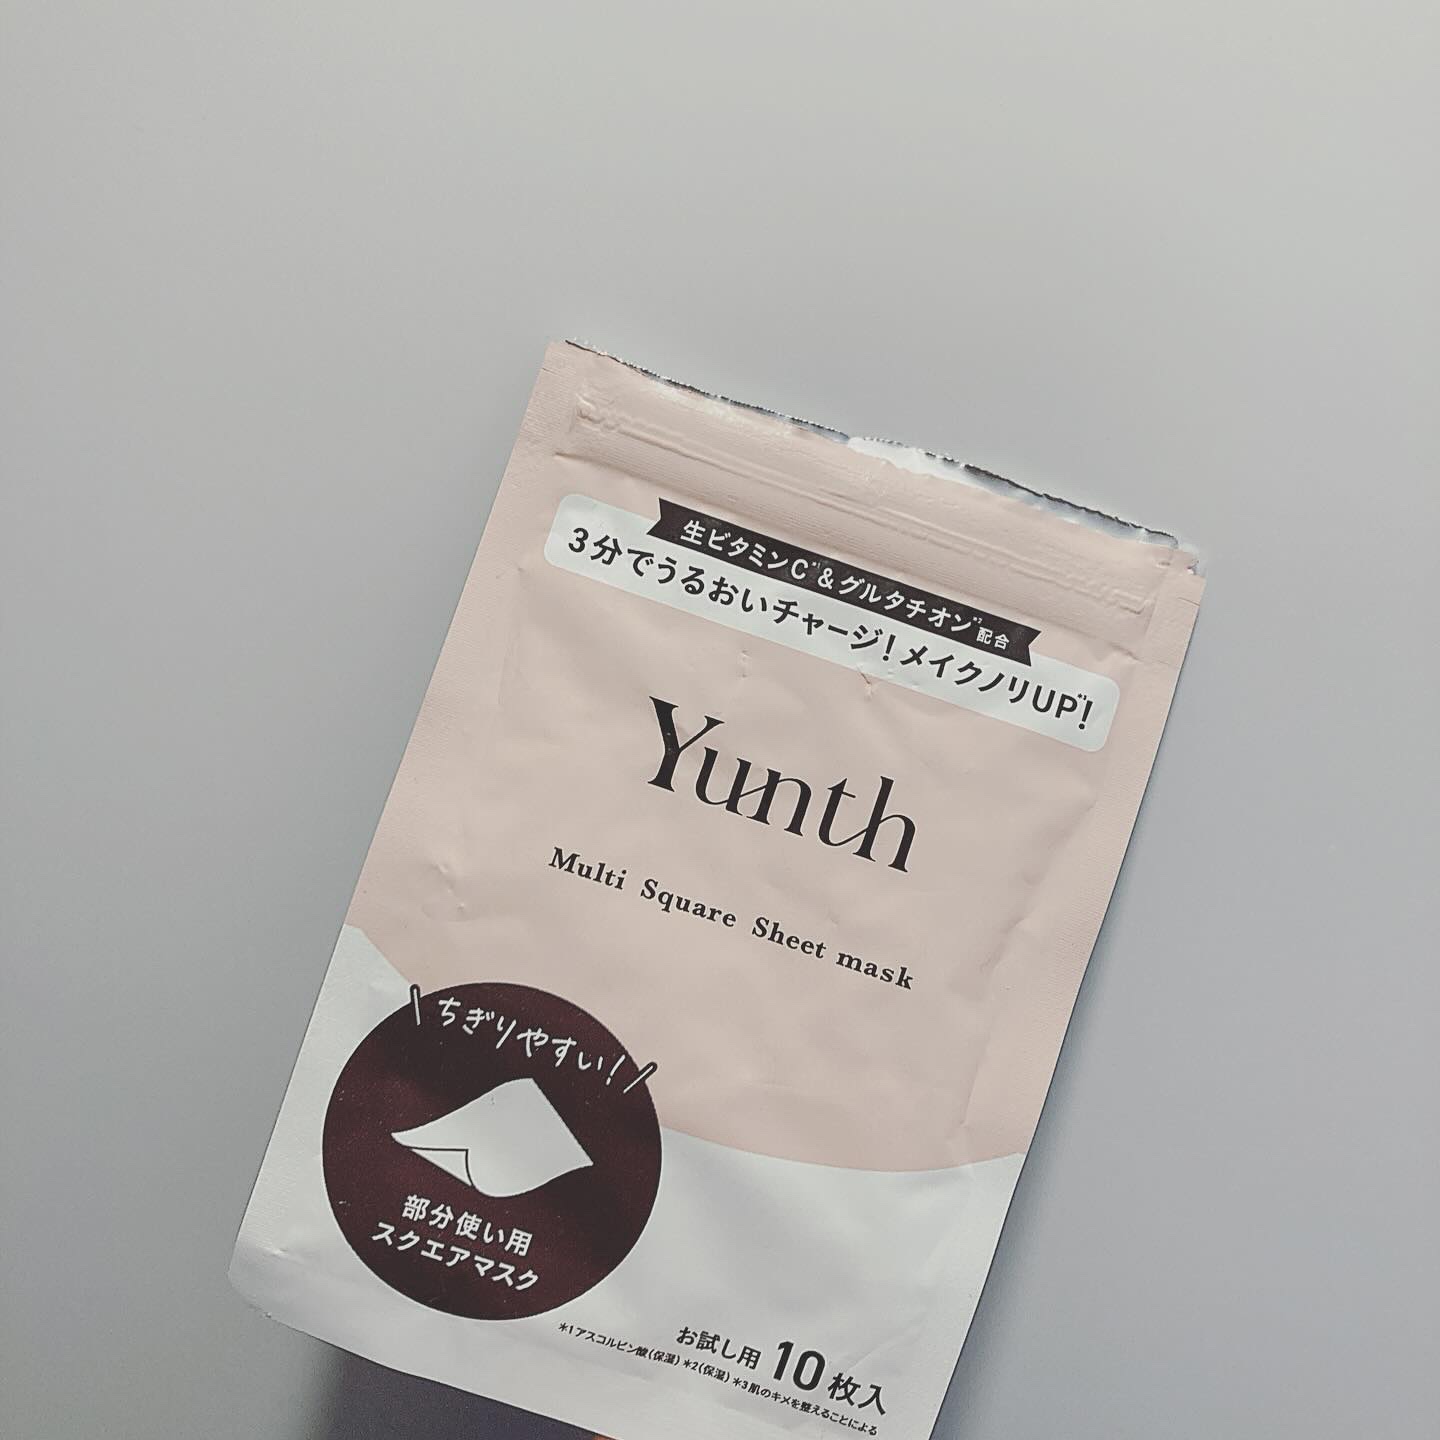 生ビタミンC*1&グルタチオン*2配合
3分でうるおいチャージ!メイクノリUP*3!
Yunth
Multi Square Sheet mask
\ちぎりやすい!/
部分使い用
スクエアマスク
お試し用 10枚入
*1アスコルビン酸(保湿) *2(保湿) *3肌のキメを整えることによる